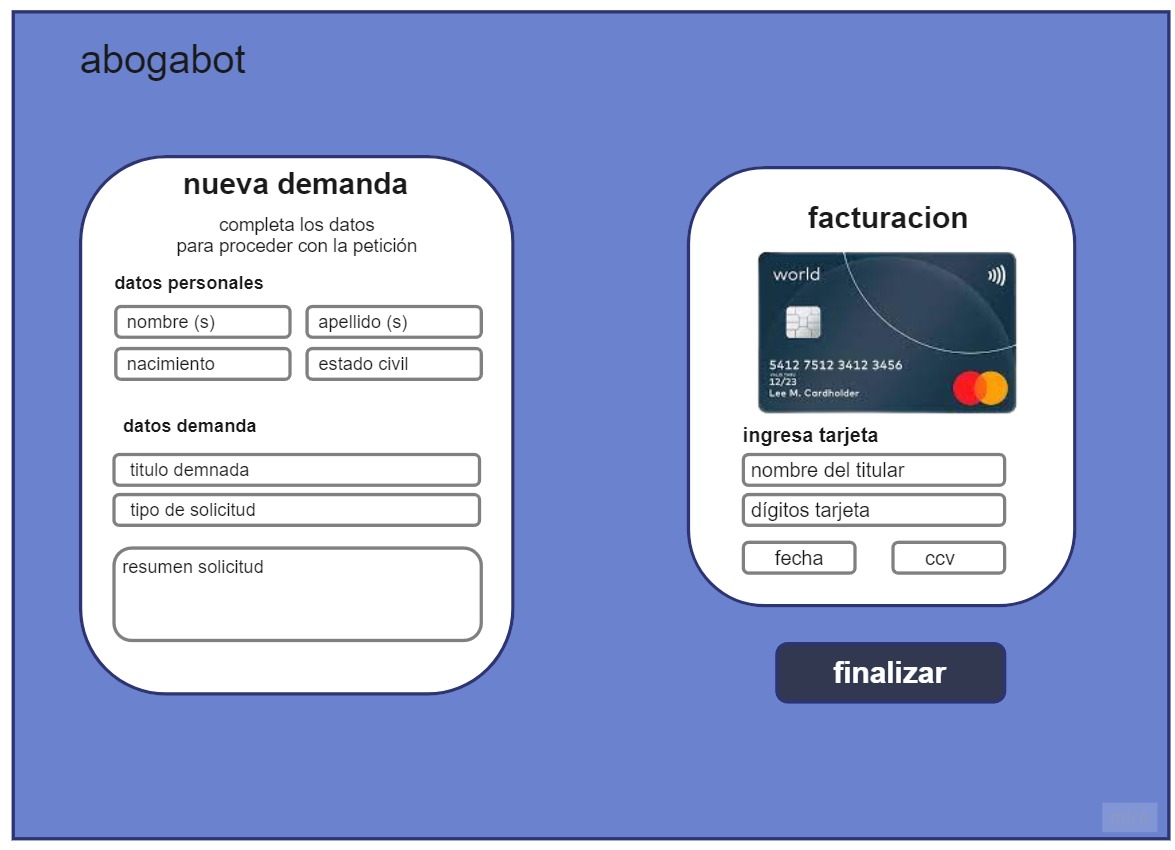 abogabot
nueva demanda
completa los datos
para proceder con la petición
datos personales
nombre (s)
apellido (s)
nacimiento
estado civil
datos demanda
titulo demnada
tipo de solicitud
resumen solicitud
facturacion
world
5412 7512 3412 3456
VALID THRU
12/23
Lee M. Cardholder
ingresa tarjeta
nombre del titular
dígitos tarjeta
fecha
ccv
finalizar